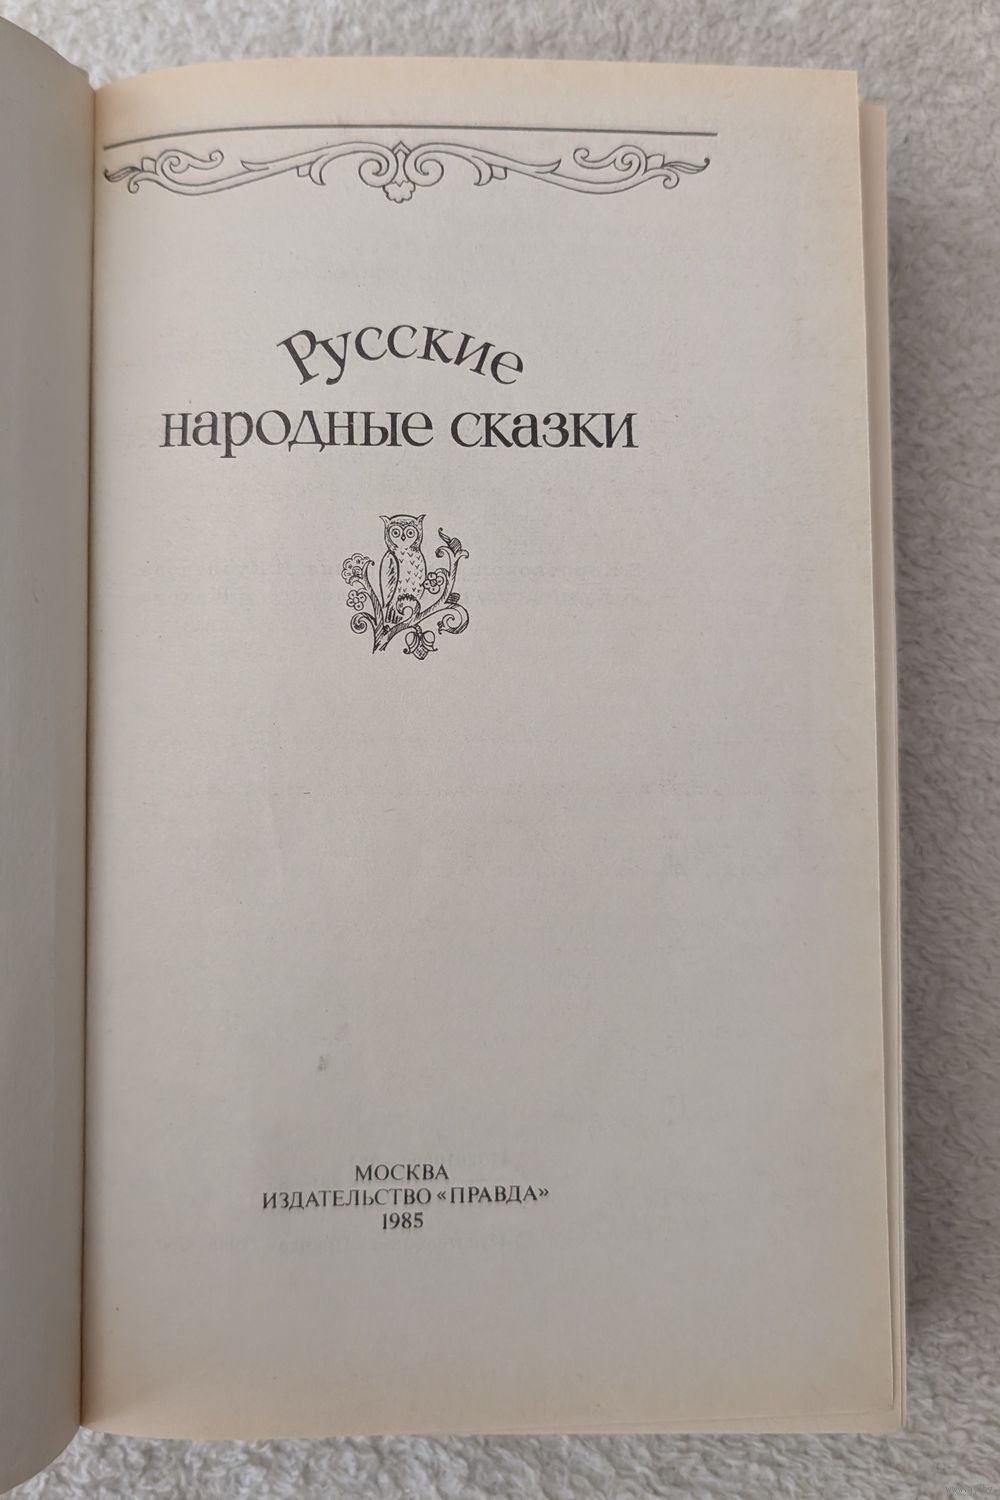 Русские
народные сказки
МОСКВА
ИЗДАТЕЛЬСТВО «ПРАВДА»
1985